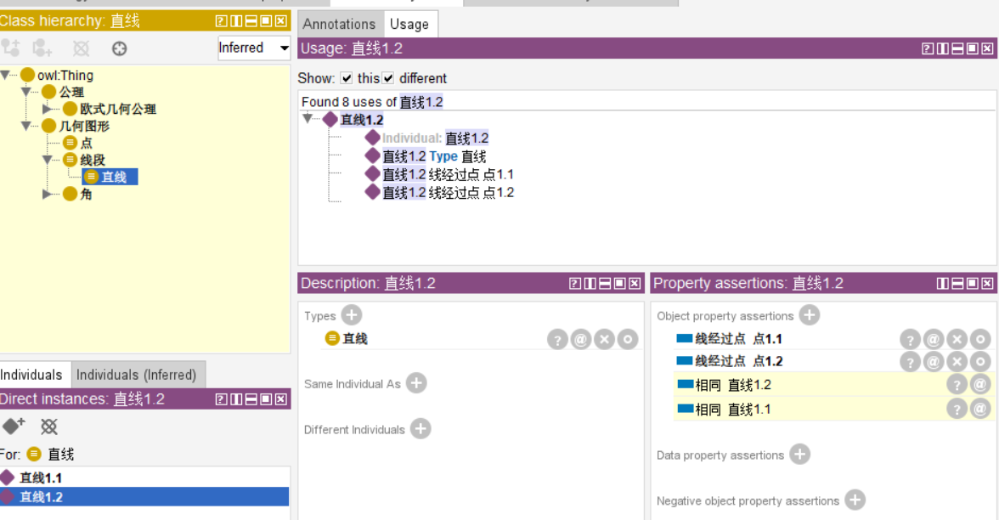 Class hierarchy: 直线
Inferred
owl:Thing
公理
欧式几何公理
几何图形
点
线段
直线
角
Annotations
Usage
Usage: 直线1.2
Show: this different
Found 8 uses of 直线1.2
直线1.2
Individual: 直线1.2
直线1.2 Type 直线
直线1.2 线经过点 点1.1
直线1.2 线经过点 点1.2
Individuals
Individuals (Inferred)
Direct instances: 直线1.2
For: 直线
直线1.1
直线1.2
Description: 直线1.2
Types
直线
Same Individual As
Different Individuals
Property assertions: 直线1.2
Object property assertions
线经过点 点1.1
线经过点 点1.2
相同 直线1.2
相同 直线1.1
Data property assertions
Negative object property assertions